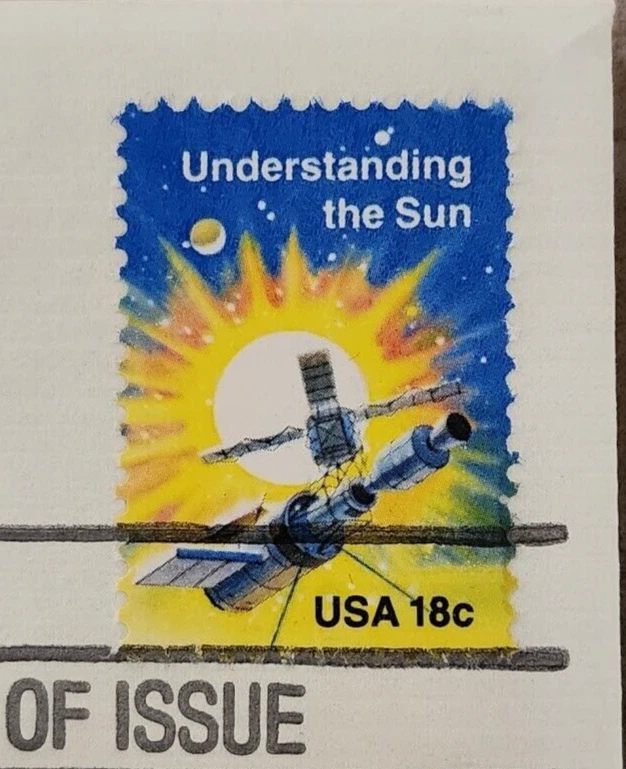 Understanding
the Sun
USA 18c
OF ISSUE